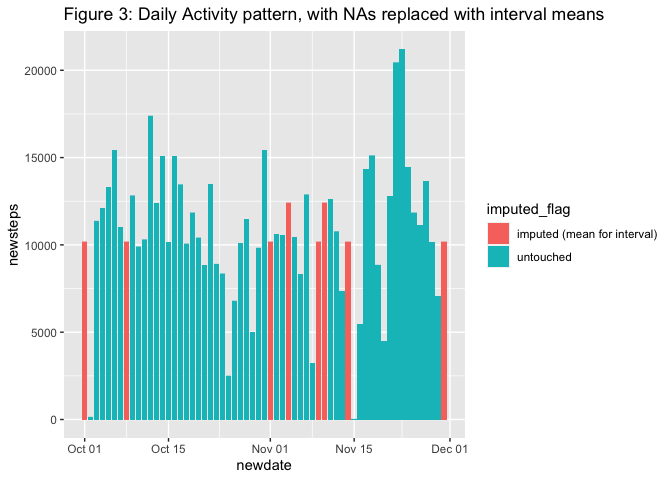 Figure 3: Daily Activity pattern, with NAs replaced with interval means
newsteps
20000
15000
10000
5000
0
Oct 01
Oct 15
Nov 01
Nov 15
Dec 01
newdate
imputed_flag
imputed (mean for interval)
untouched